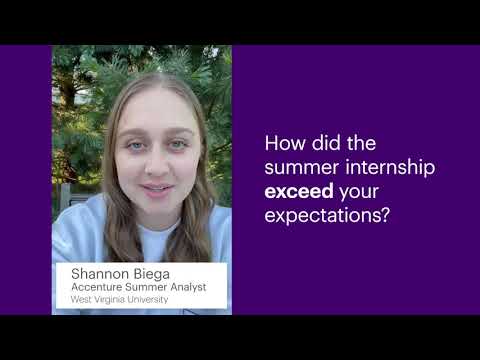 Shannon Biega
Accenture Summer Analyst
West Virginia University
How did the
summer internship
exceed your
expectations?